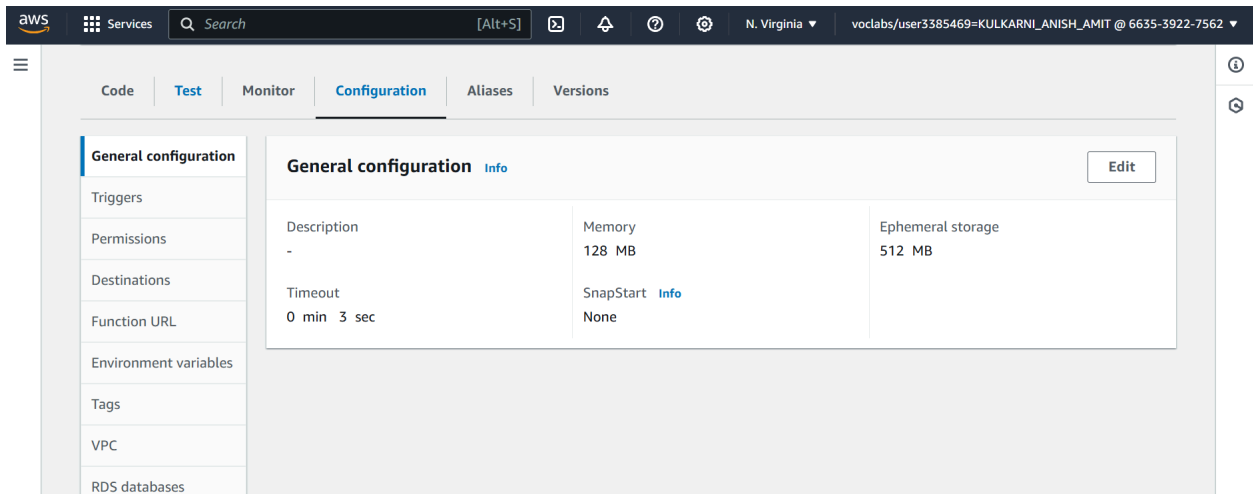 aws Services Search [Alt+S] N. Virginia voclabs/user3385469=KULKARNI_ANISH_AMIT @ 6635-3922-7562
Code Test Monitor Configuration Aliases Versions
General configuration
Triggers
Permissions
Destinations
Function URL
Environment variables
Tags
VPC
RDS databases
General configuration Info Edit
Description Memory Ephemeral storage
- 128 MB 512 MB
Timeout SnapStart Info
0 min 3 sec None